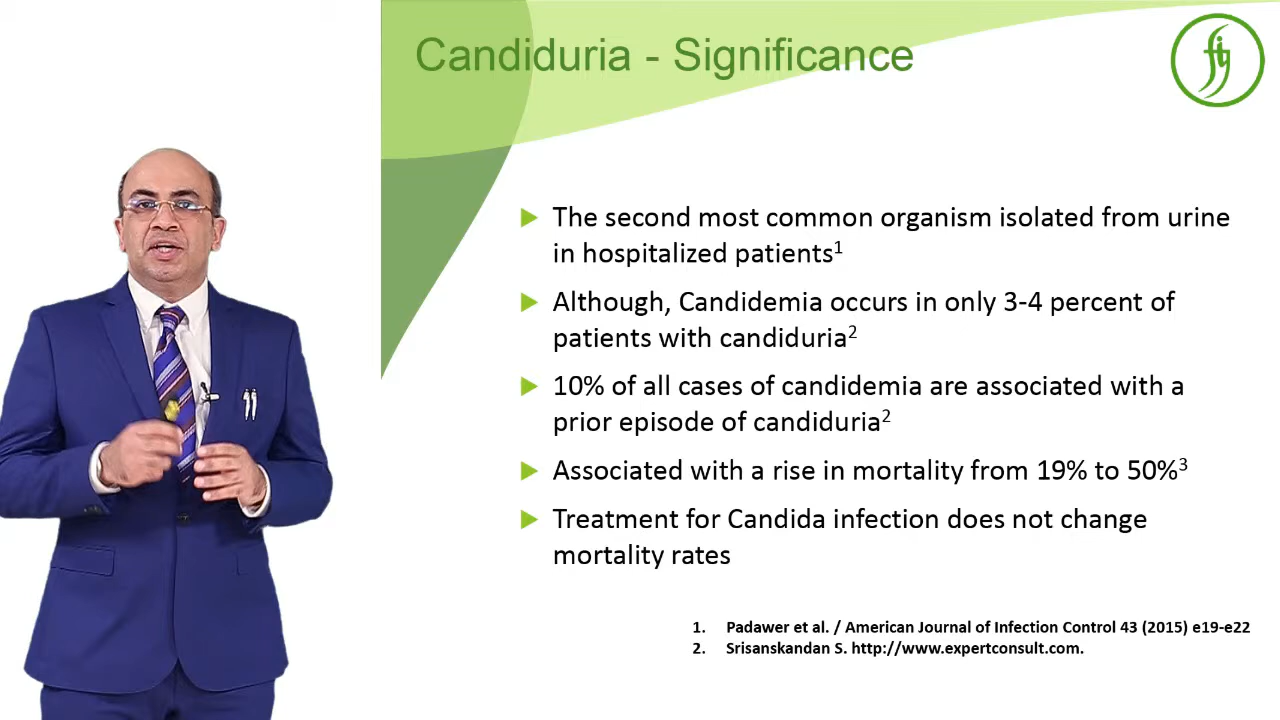 Candiduria - Significance
The second most common organism isolated from urine
in hospitalized patients1
Although, Candidemia occurs in only 3-4 percent of
patients with candiduria2
10% of all cases of candidemia are associated with a
prior episode of candiduria2
Associated with a rise in mortality from 19% to 50%3
Treatment for Candida infection does not change
mortality rates
1. Padawer et al. / American Journal of Infection Control 43 (2015) e19-e22
2. Srisanskandan S. http://www.expertconsult.com.